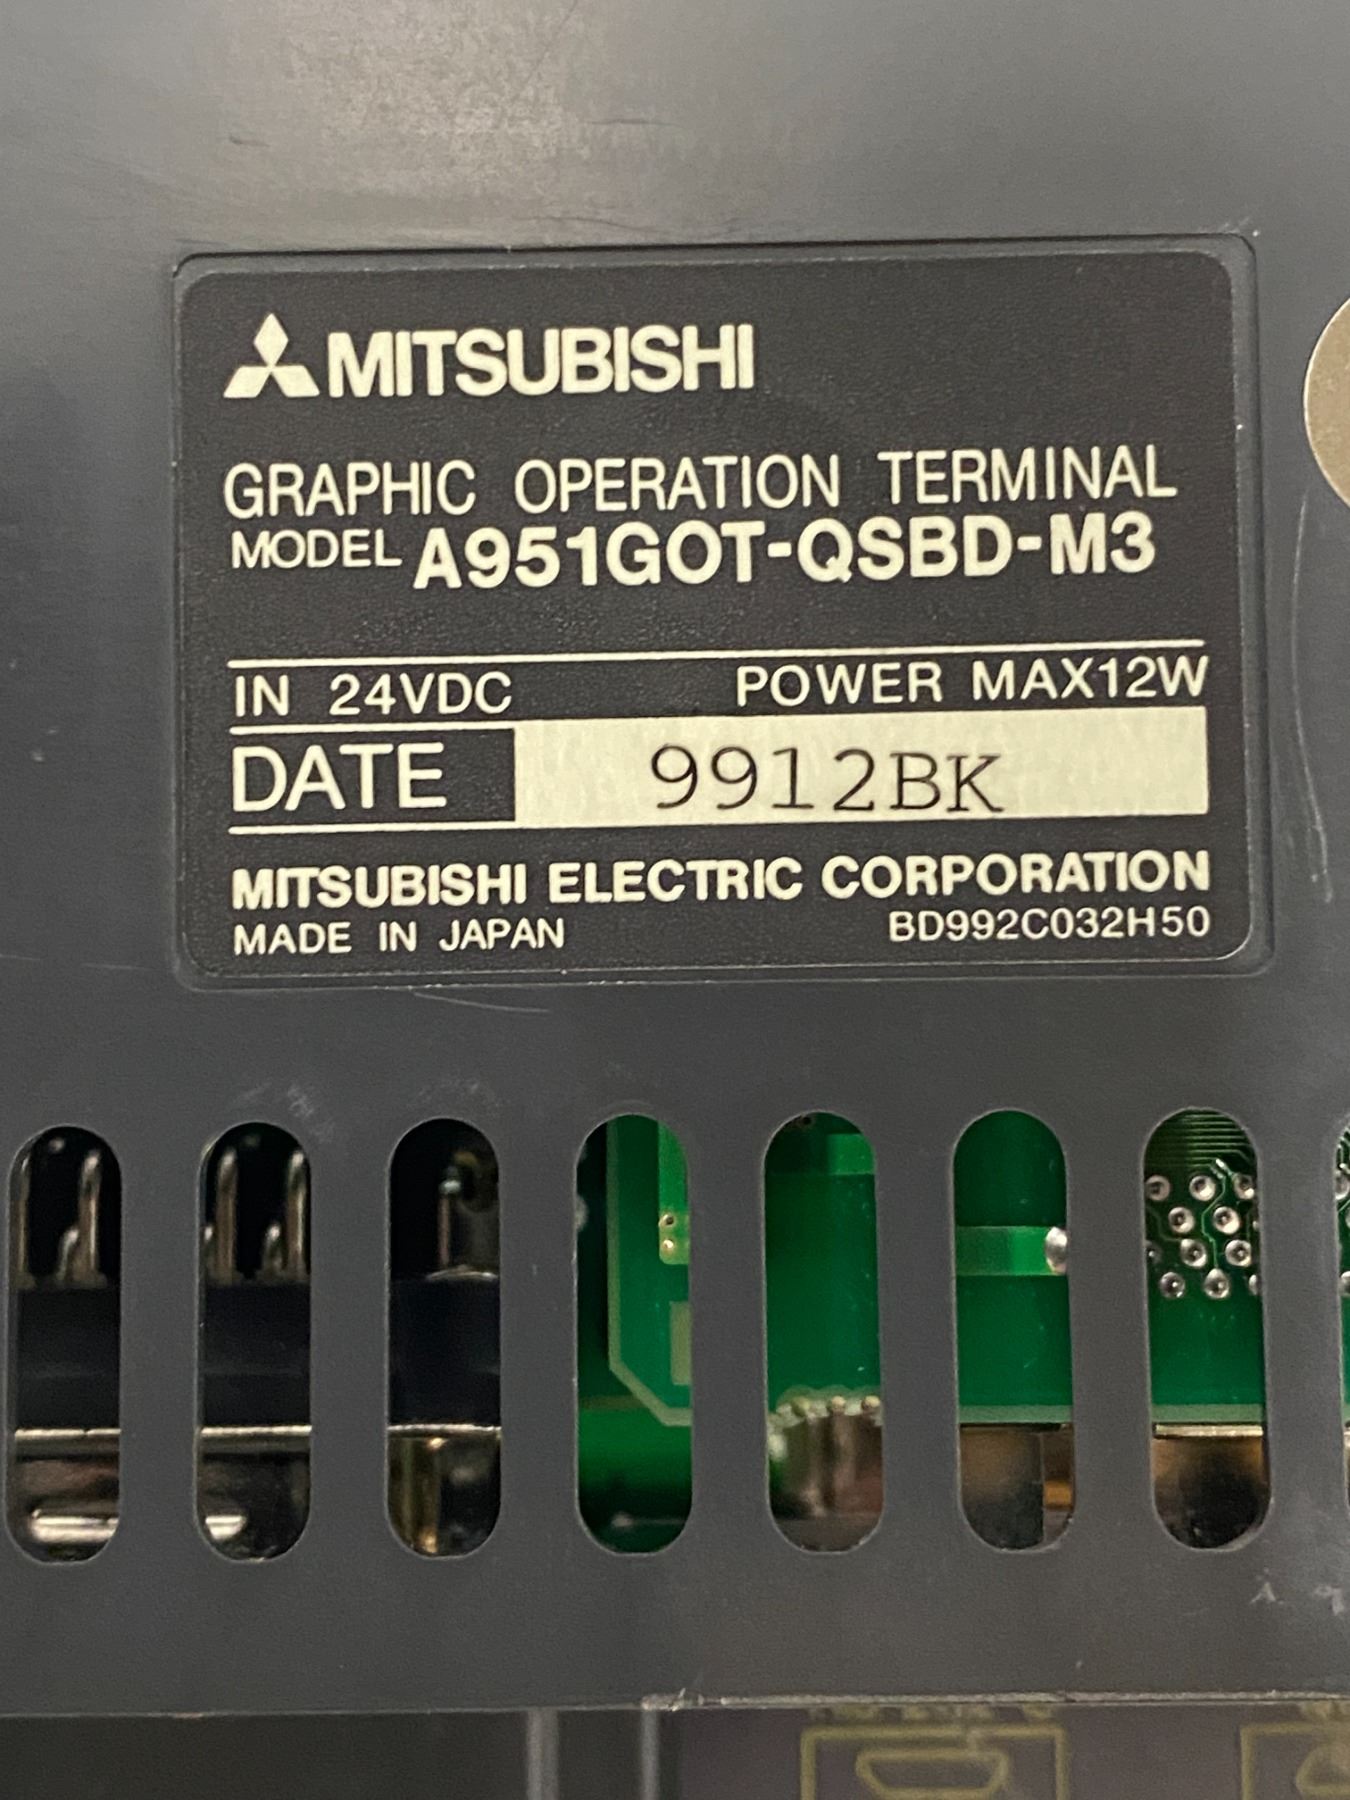 MITSUBISHI
GRAPHIC OPERATION TERMINAL
MODEL A951GOT-QSBD-M3
IN 24VDC POWER MAX12W
DATE 9912BK
MITSUBISHI ELECTRIC CORPORATION
MADE IN JAPAN BD992C032H50